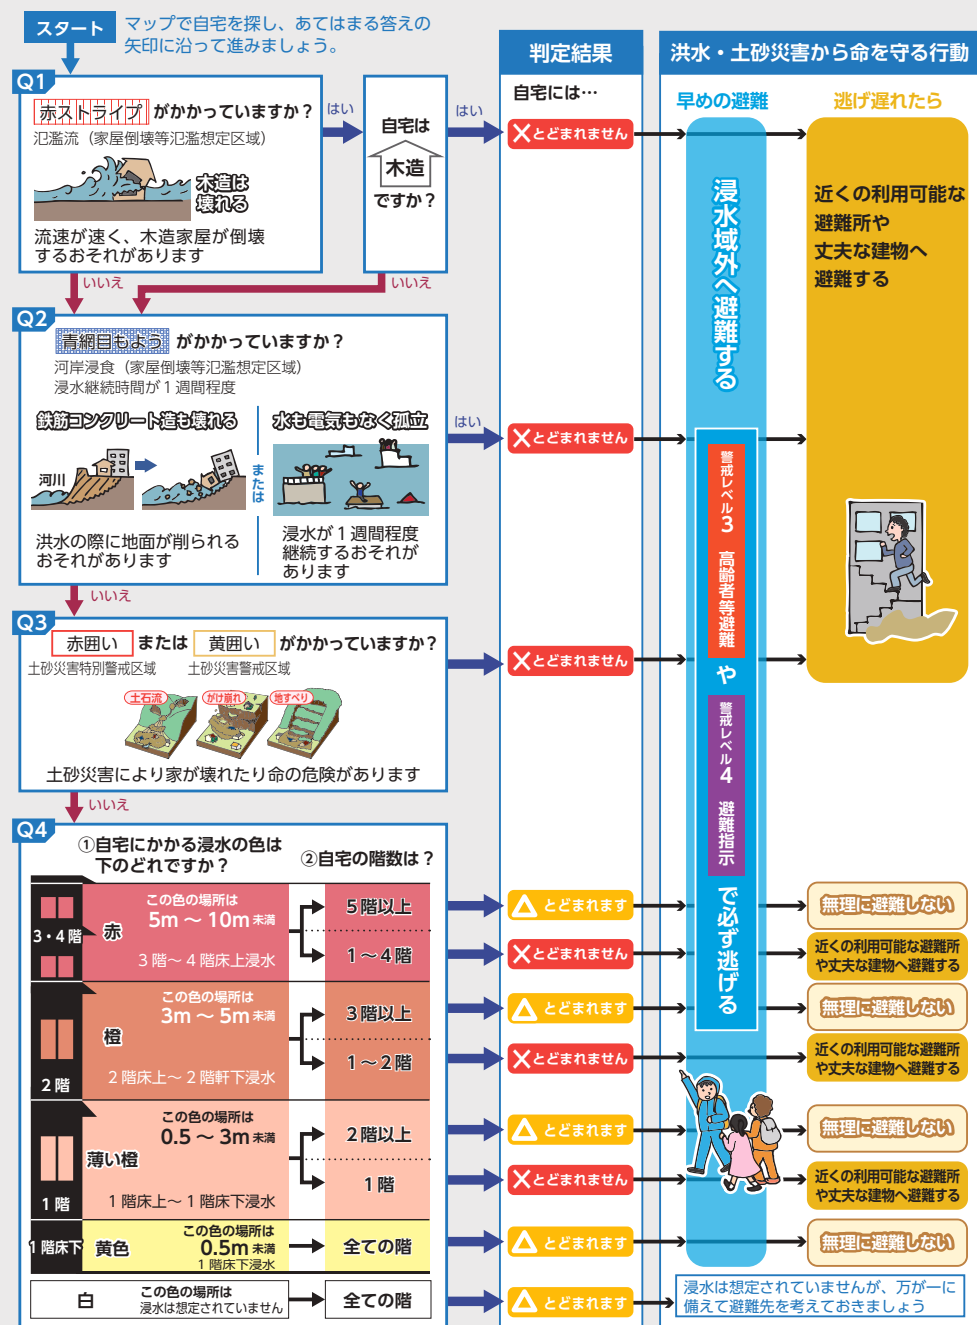 スタート
マップで自宅を探し、あてはまる答えの
矢印に沿って進みましょう。
Q1
赤ストライプ がかかっていますか？
氾濫流（家屋倒壊等氾濫想定区域）
木造は
壊れる
流速が速く、木造家屋が倒壊
するおそれがあります
はい
自宅は
木造
ですか？
はい
いいえ
いいえ
Q2
青網目もよう がかかっていますか？
河岸浸食（家屋倒壊等氾濫想定区域）
浸水継続時間が１週間程度
鉄筋コンクリート造も壊れる
河川
洪水の際に地面が削られる
おそれがあります
または
水も電気もなく孤立
浸水が１週間程度
継続するおそれが
あります
はい
いいえ
Q3
赤囲い または 黄囲い がかかっていますか？
土砂災害特別警戒区域 土砂災害警戒区域
土石流 がけ崩れ 地すべり
土砂災害により家が壊れたり命の危険があります
いいえ
Q4
①自宅にかかる浸水の色は
下のどれですか？
②自宅の階数は？
3・4階
赤
この色の場所は
5m ～ 10m 未満
３階～４階床上浸水
5階以上
1～4階
2階
橙
この色の場所は
3m ～ 5m 未満
２階床上～２階軒下浸水
3階以上
1～2階
1階
薄い橙
この色の場所は
0.5 ～ 3m 未満
１階床上～１階床下浸水
2階以上
1階
1階床下
黄色
この色の場所は
0.5m 未満
１階床下浸水
全ての階
白
この色の場所は
浸水は想定されていません
全ての階
判定結果
自宅には…
とどまれません
とどまれません
とどまれません
とどまれます
とどまれません
とどまれます
とどまれません
とどまれます
とどまれません
とどまれます
とどまれます
洪水・土砂災害から命を守る行動
早めの避難
浸水域外へ避難する
警戒レベル3 高齢者等避難
や
警戒レベル4 避難指示
で必ず逃げる
逃げ遅れたら
近くの利用可能な
避難所や
丈夫な建物へ
避難する
無理に避難しない
近くの利用可能な避難所
や丈夫な建物へ避難する
無理に避難しない
近くの利用可能な避難所
や丈夫な建物へ避難する
無理に避難しない
近くの利用可能な避難所
や丈夫な建物へ避難する
無理に避難しない
浸水は想定されていませんが、万が一に
備えて避難先を考えておきましょう